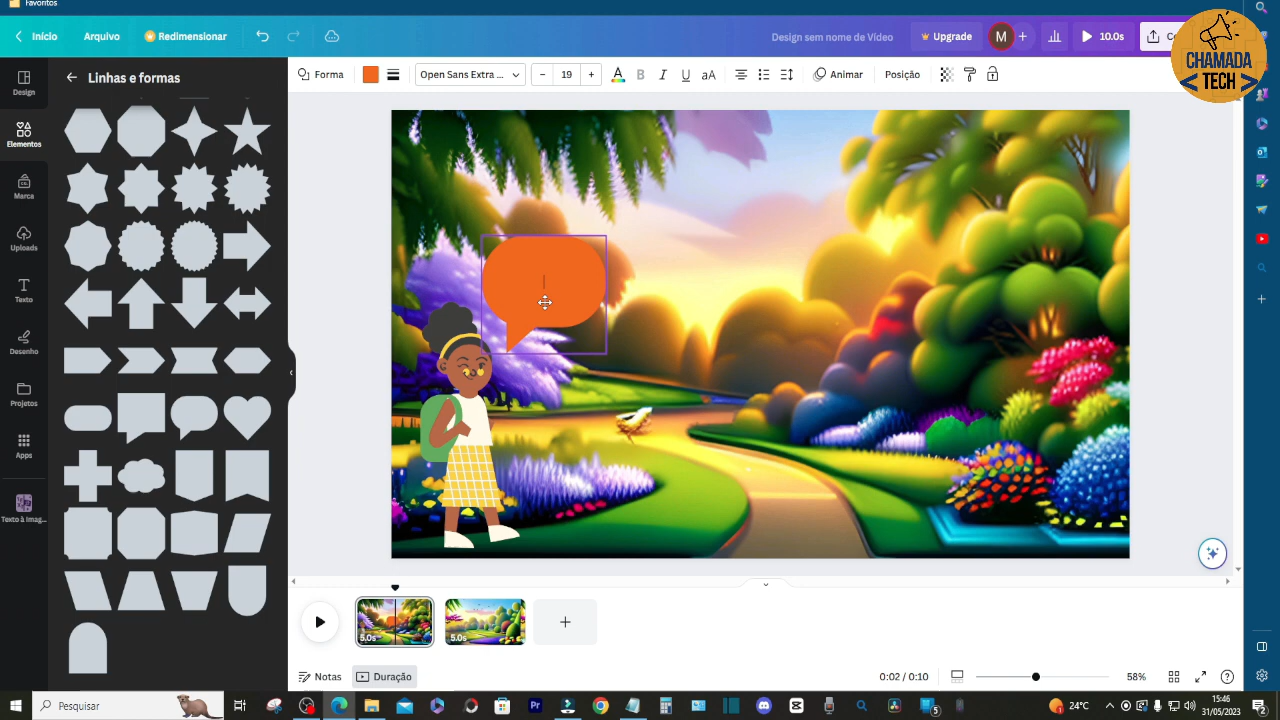 Favoritos
Início
Arquivo
Redimensionar
Design sem nome de Vídeo
Upgrade
M
10.0s
CHAMADA
TECH
Design
Elementos
Marca
Uploads
Texto
Desenho
Projetos
Apps
Texto à Imag...
Linhas e formas
Forma
Open Sans Extra ...
19
A
B
I
U
aA
Animar
Posição
5.0s
5.0s
Notas
Duração
0:02 / 0:10
58%
Pesquisar
24°C
15:46
31/05/2023